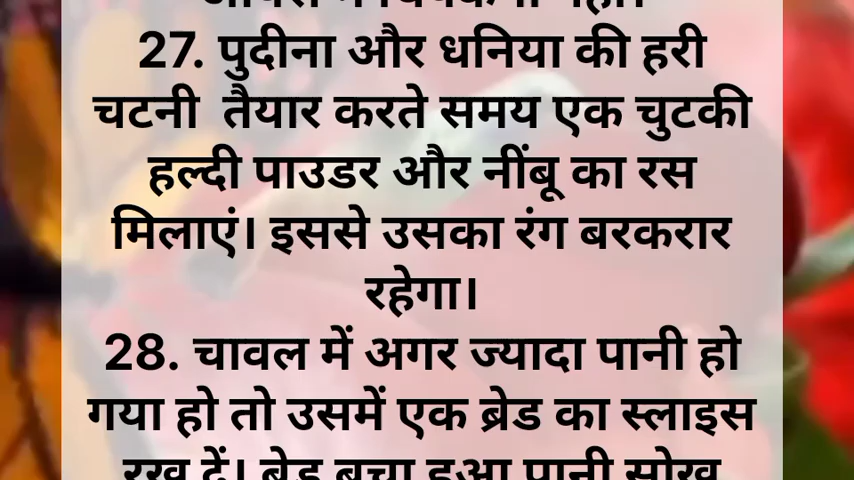 27. पुदीना और धनिया की हरी
चटनी तैयार करते समय एक चुटकी
हल्दी पाउडर और नींबू का रस
मिलाएं। इससे उसका रंग बरकरार
रहेगा।
28. चावल में अगर ज्यादा पानी हो
गया हो तो उसमें एक ब्रेड का स्लाइस
रख दें। ब्रेड बचा हुआ पानी सोख